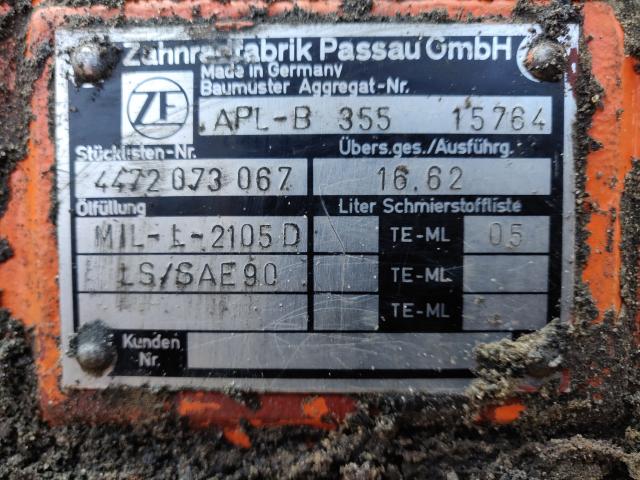 Zahnradfabrik Passau GmbH
Made in Germany
Baumuster Aggregat-Nr.
ZF
APL-B 355 15764
Stücklisten-Nr. Übers.ges./Ausführg.
4472 073 067 16.62
Ölfüllung Liter Schmierstoffliste
MIL-L-2105 D TE-ML 05
LS/SAE 90 TE-ML
TE-ML
Kunden
Nr.